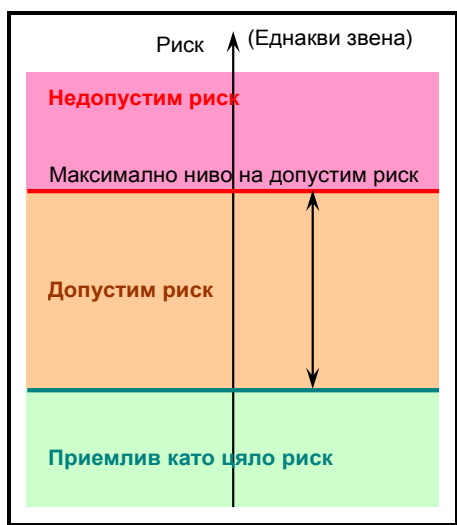 Риск (Еднакви звена)
Недопустим риск
Максимално ниво на допустим риск
Допустим риск
Приемлив като цяло риск